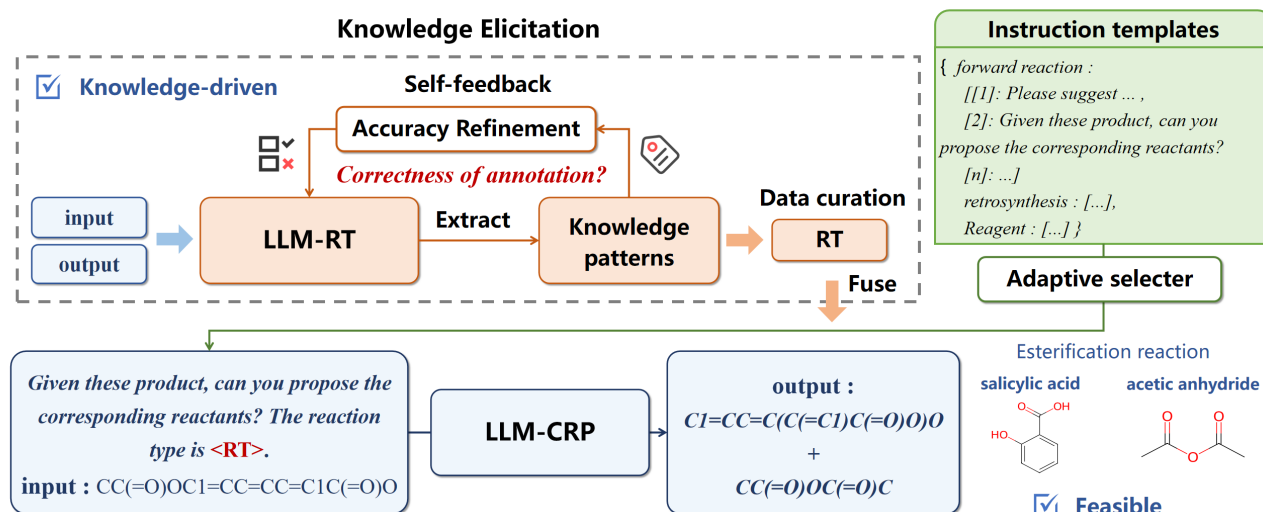 Knowledge Elicitation
Knowledge-driven
Self-feedback
Accuracy Refinement
Correctness of annotation?
input
output
LLM-RT
Extract
Knowledge
patterns
Data curation
RT
Fuse
Instruction templates
{ forward reaction :
[[1]: Please suggest ... ,
[2]: Given these product, can you
propose the corresponding reactants?
[n]: ...]
retrosynthesis : [...],
Reagent : [...] }
Adaptive selecter
Given these product, can you propose the
corresponding reactants? The reaction
type is <RT>.
input : CC(=O)OC1=CC=CC=C1C(=O)O
LLM-CRP
output :
C1=CC=C(C(=C1)C(=O)O)O
+
CC(=O)OC(=O)C
Esterification reaction
salicylic acid
acetic anhydride
O
OH
HO
O
O
O
Feasible